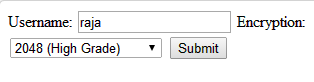 Username: raja Encryption:
2048 (High Grade) Submit